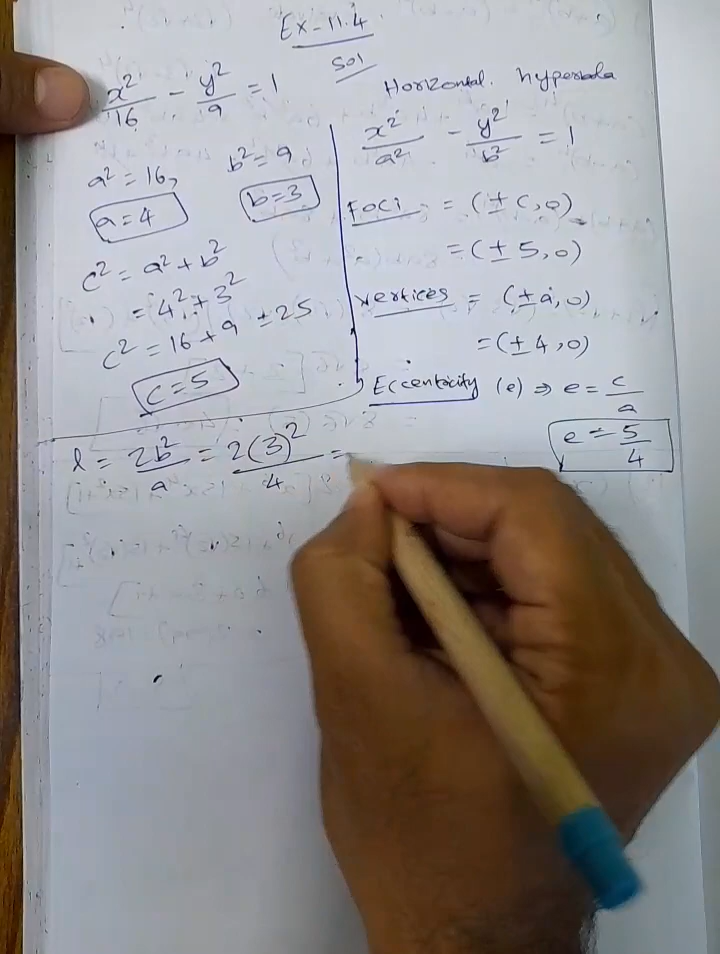 Ex-11.4
Sol
x²/16 - y²/9 = 1
a² = 16, b² = 9
a=4 b=3
c² = a² + b²
= 4² + 3²
c² = 16 + 9 = 25
c=5
Horizontal. hyperbola
x²/a² - y²/b² = 1
Foci = (± c, 0)
= (± 5, 0)
vertices = (± a, 0)
= (± 4, 0)
Eccentocity (e) ⇒ e = c/a
e = 5/4
l = 2b²/a = 2(3)²/4 =